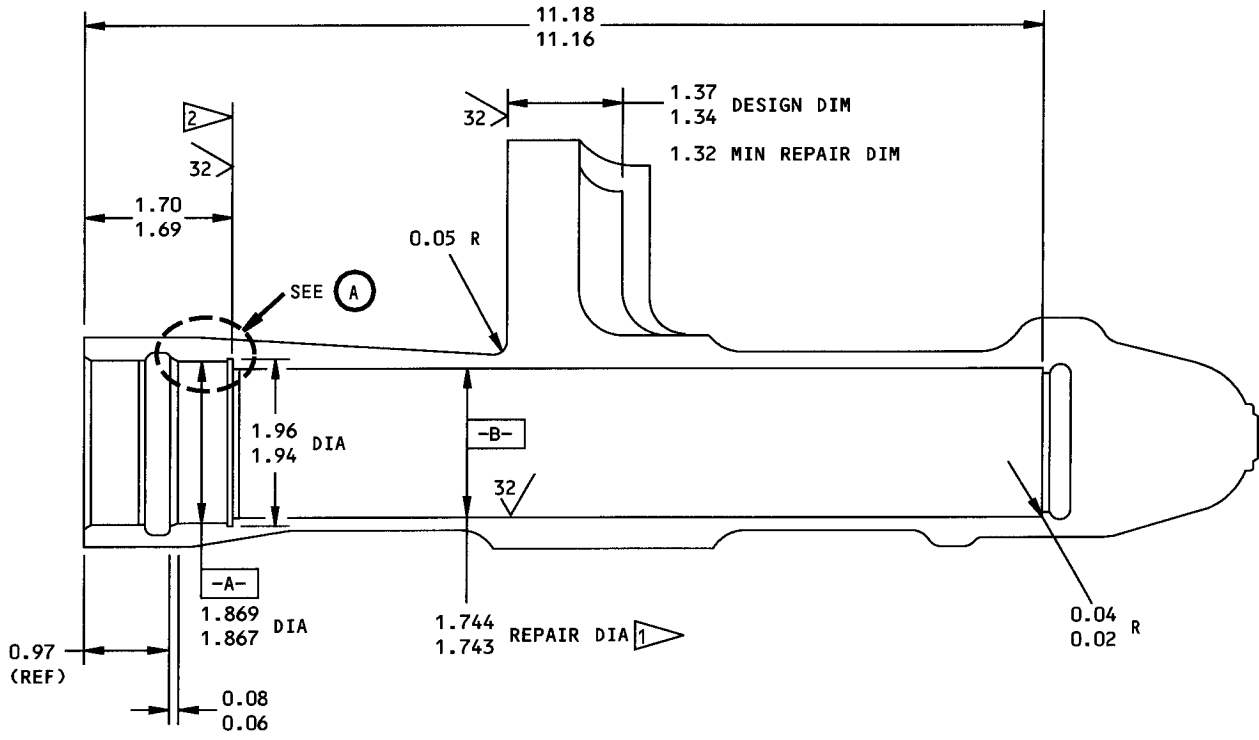 11.18
11.16
1.37
1.34 DESIGN DIM
1.32 MIN REPAIR DIM
32
2
32
1.70
1.69
0.05 R
SEE A
1.96
1.94 DIA
-B-
32
-A-
1.869
1.867 DIA
1.744
1.743 REPAIR DIA 1
0.04
0.02 R
0.97
(REF)
0.08
0.06